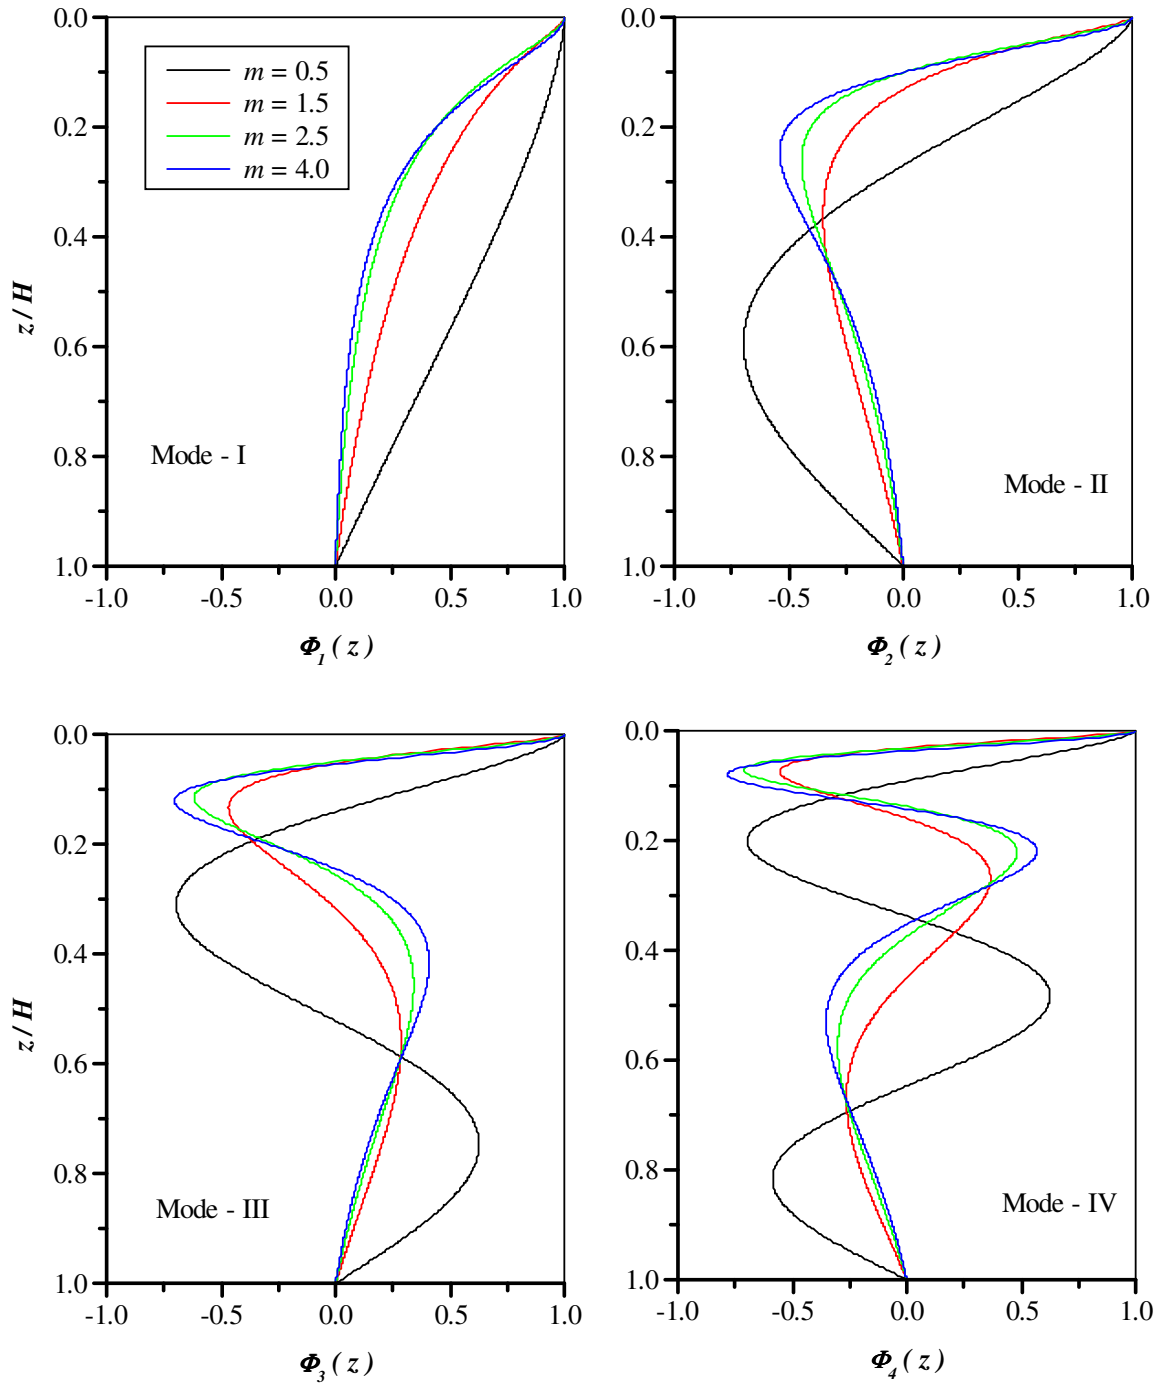 0.0
0.2
0.4
0.6
0.8
1.0
z / H
m = 0.5
m = 1.5
m = 2.5
m = 4.0
Mode - I
-1.0 -0.5 0.0 0.5 1.0
Φ1 ( z )
0.0
0.2
0.4
0.6
0.8
1.0
Mode - II
-1.0 -0.5 0.0 0.5 1.0
Φ2 ( z )
0.0
0.2
0.4
0.6
0.8
1.0
z / H
Mode - III
-1.0 -0.5 0.0 0.5 1.0
Φ3 ( z )
0.0
0.2
0.4
0.6
0.8
1.0
Mode - IV
-1.0 -0.5 0.0 0.5 1.0
Φ4 ( z )